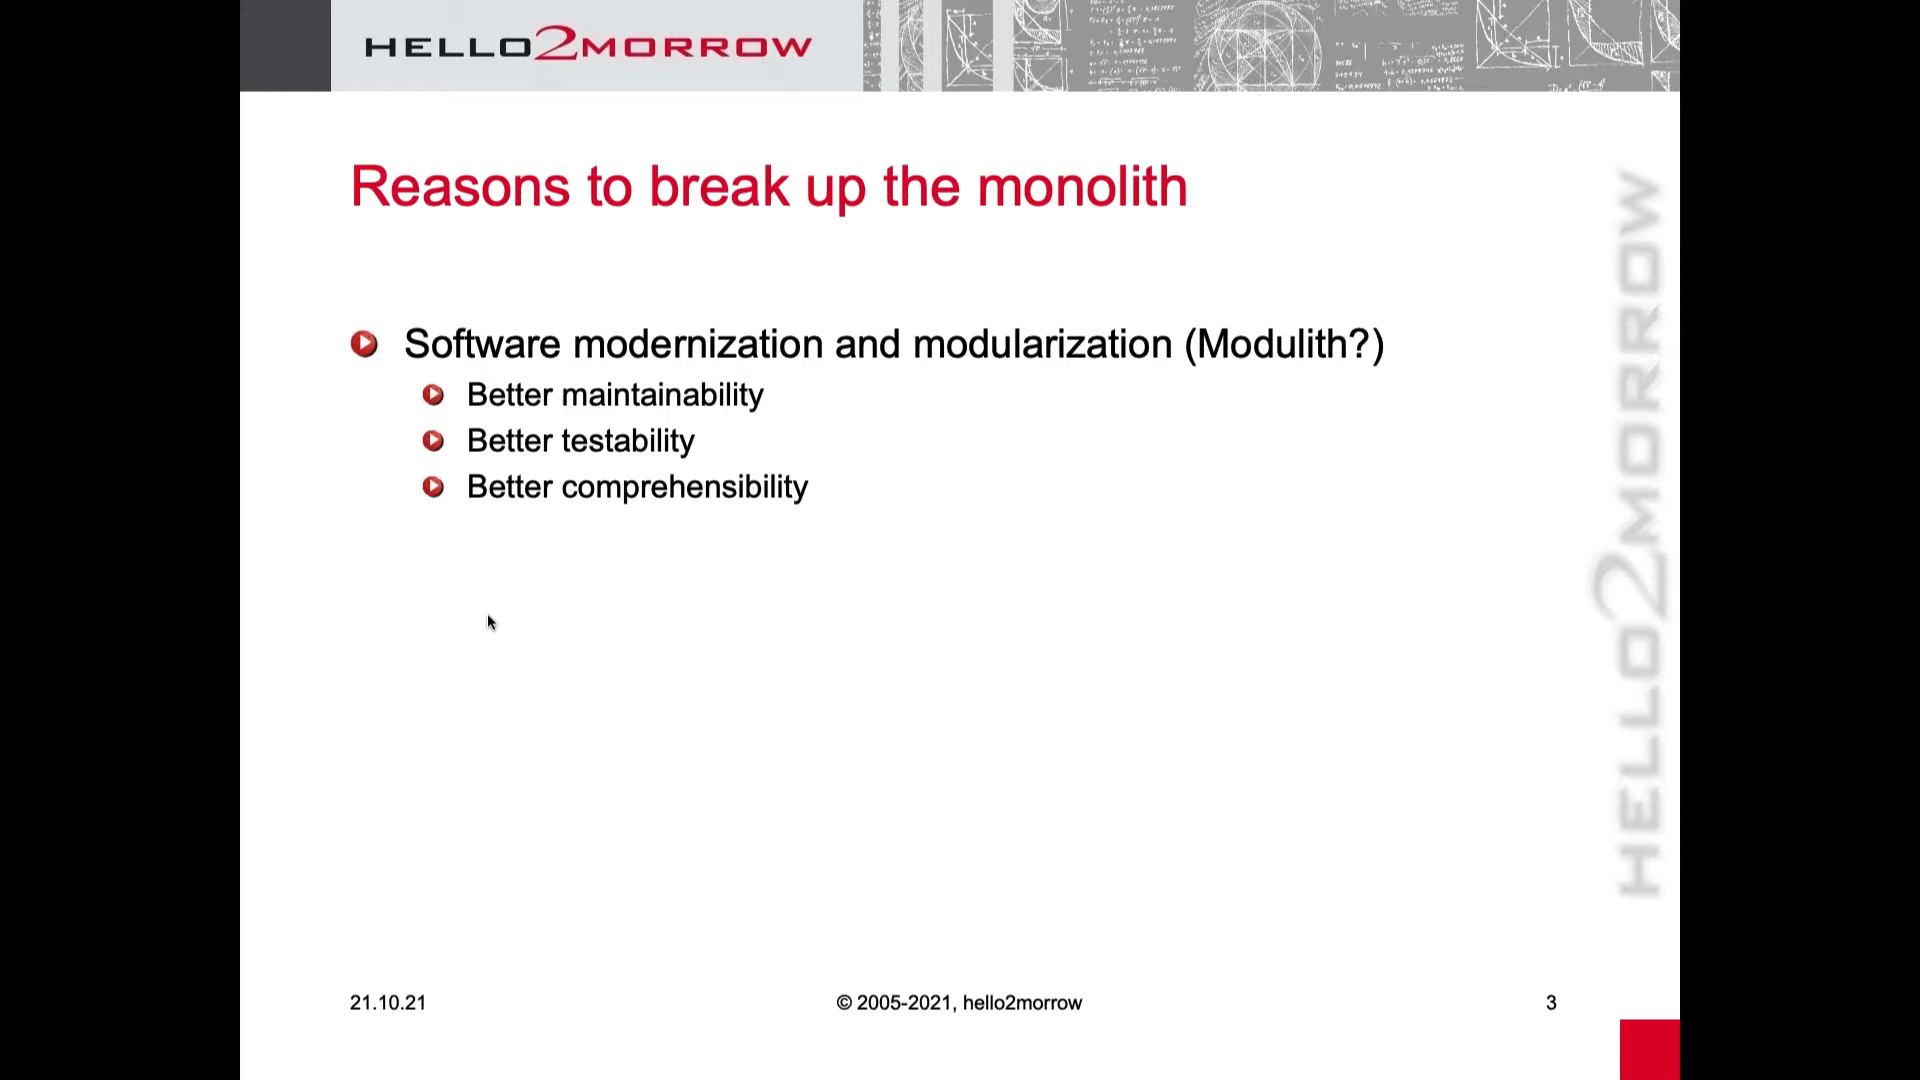 HELLO2MORROW
Reasons to break up the monolith
Software modernization and modularization (Modulith?)
Better maintainability
Better testability
Better comprehensibility
HELLO2MORROW
21.10.21
© 2005-2021, hello2morrow
3